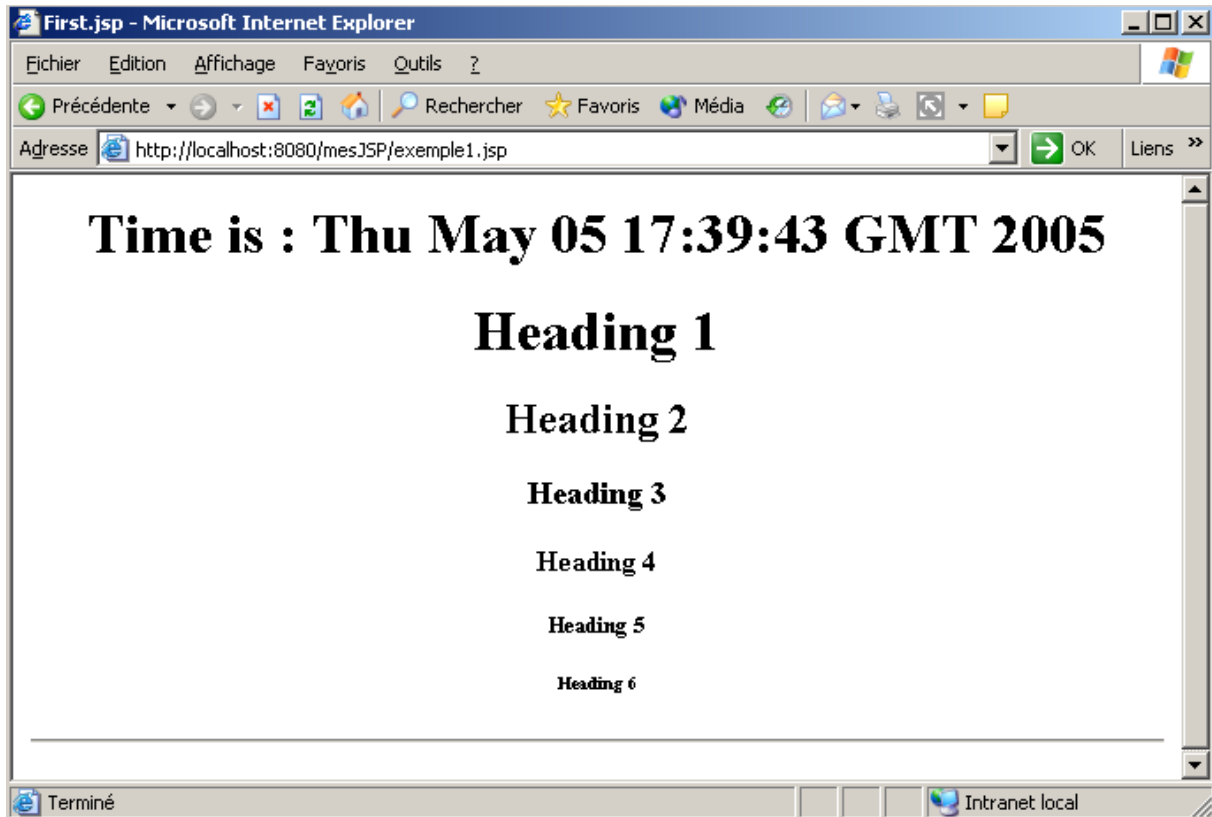 First.jsp - Microsoft Internet Explorer
Fichier Edition Affichage Favoris Outils ?
Précédente Rechercher Favoris Média
Adresse http://localhost:8080/mesJSP/exemple1.jsp OK Liens »
Time is : Thu May 05 17:39:43 GMT 2005
Heading 1
Heading 2
Heading 3
Heading 4
Heading 5
Heading 6
Terminé Intranet local